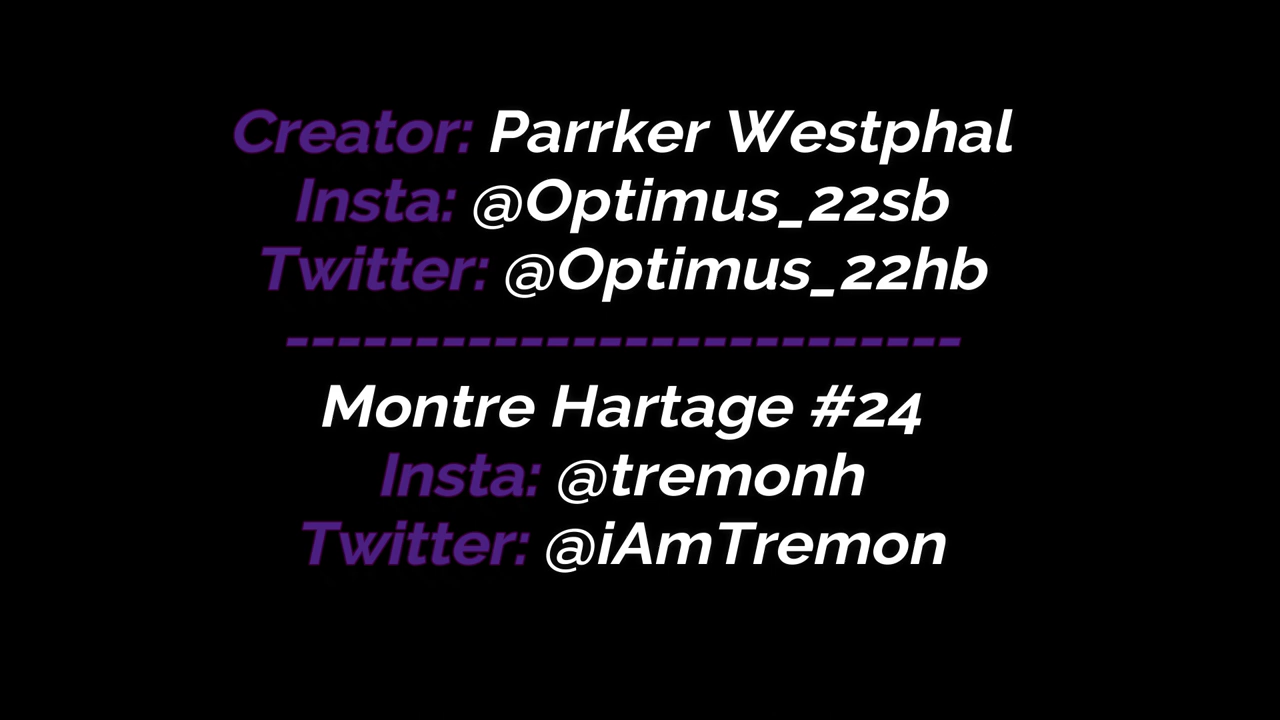 Creator: Parrker Westphal
Insta: @Optimus_22sb
Twitter: @Optimus_22hb
--------------------------
Montre Hartage #24
Insta: @tremonh
Twitter: @iAmTremon